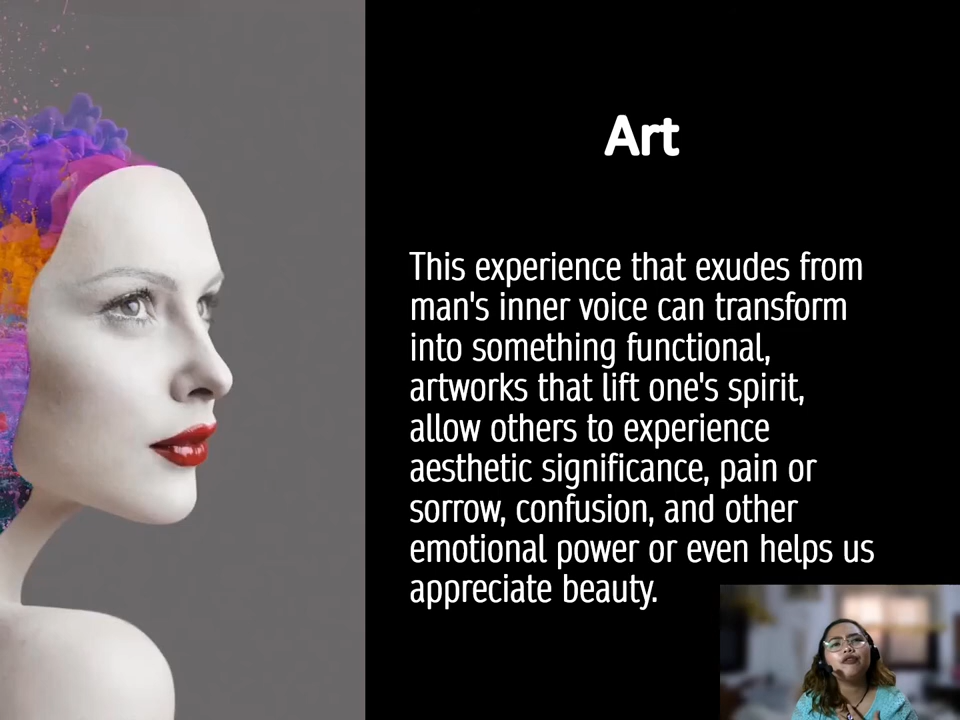 Art
This experience that exudes from
man's inner voice can transform
into something functional,
artworks that lift one's spirit,
allow others to experience
aesthetic significance, pain or
sorrow, confusion, and other
emotional power or even helps us
appreciate beauty.